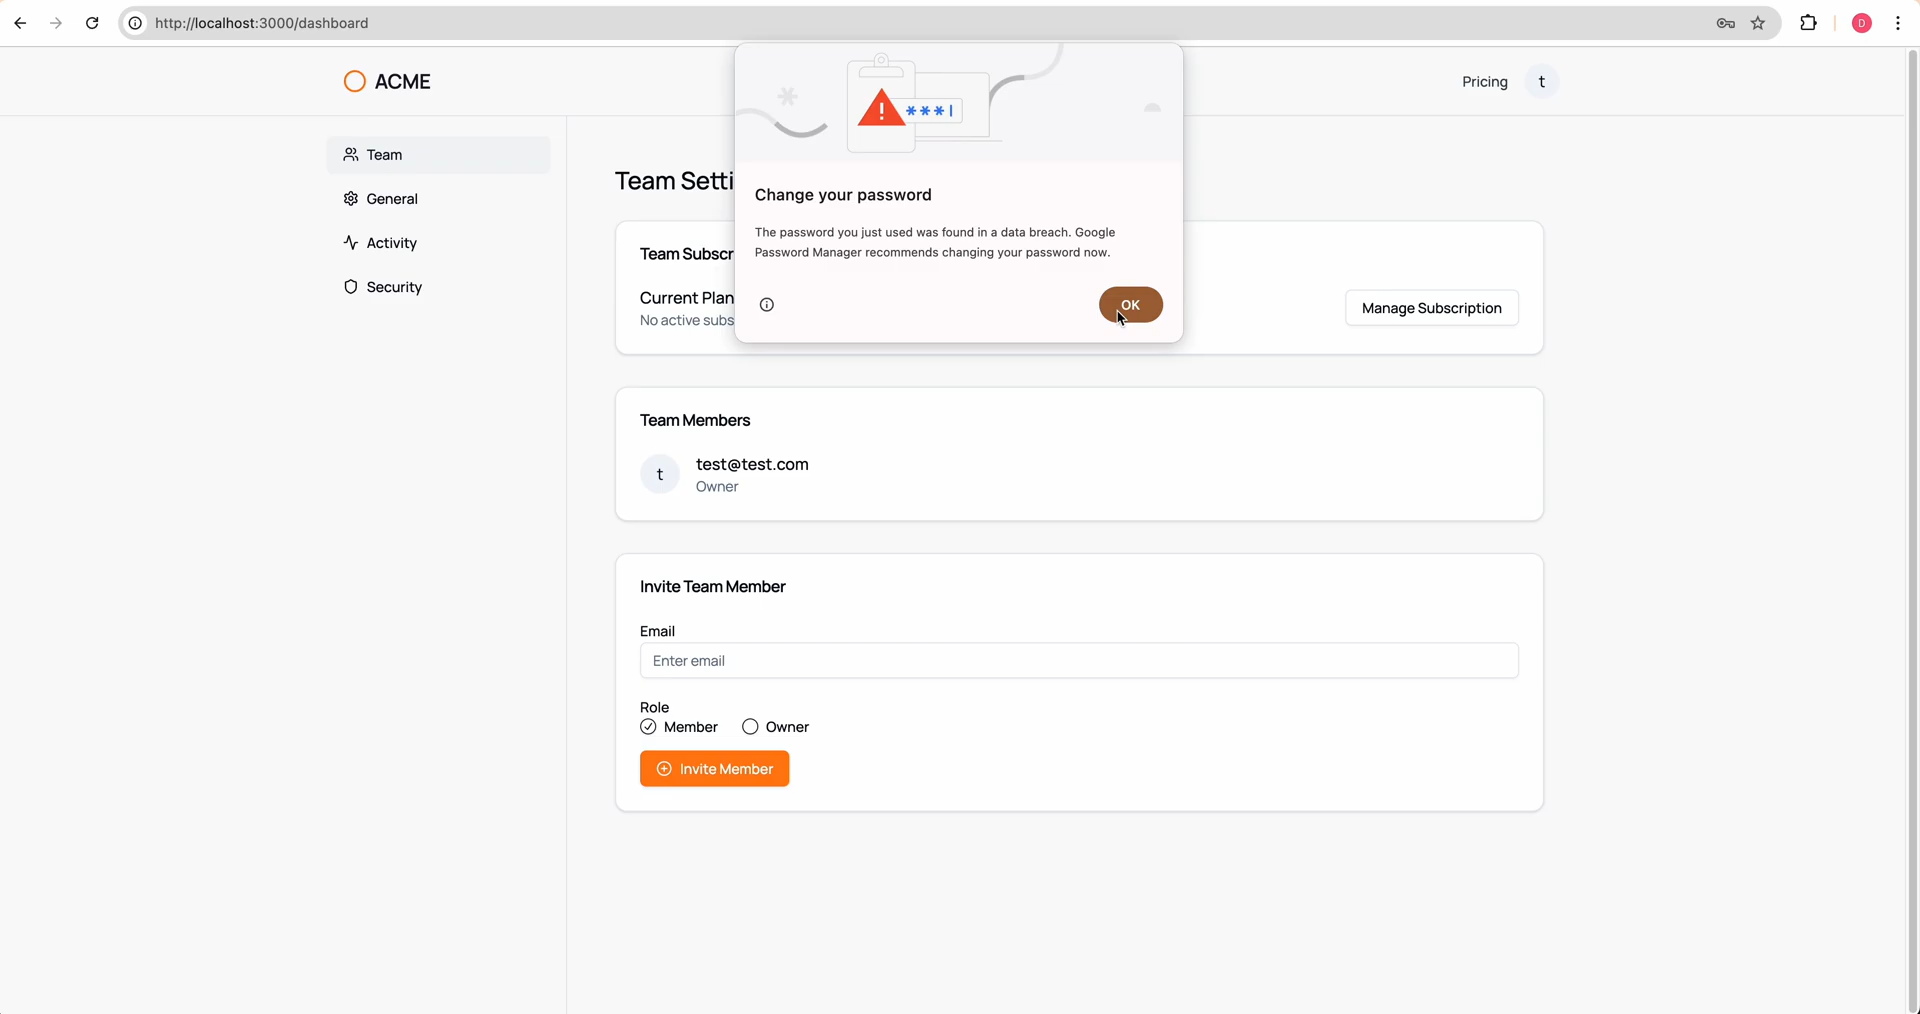 http://localhost:3000/dashboard
D
ACME
Pricing
t
Team
General
Activity
Security
Team Setti
Team Subscr
Current Plan
No active subs
Manage Subscription
***|
Change your password
The password you just used was found in a data breach. Google
Password Manager recommends changing your password now.
OK
Team Members
t
test@test.com
Owner
Invite Team Member
Email
Enter email
Role
Member
Owner
Invite Member